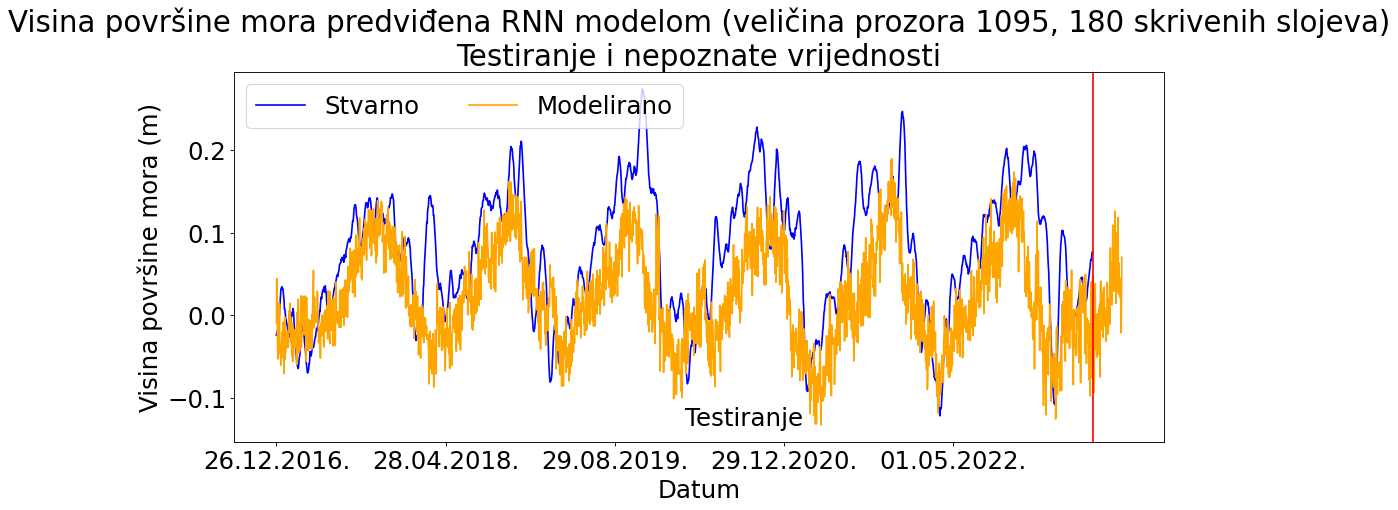 Visina površine mora predviđena RNN modelom (veličina prozora 1095, 180 skrivenih slojeva)
Testiranje i nepoznate vrijednosti
Stvarno
Modelirano
Visina površine mora (m)
0.2
0.1
0.0
−0.1
Testiranje
26.12.2016.
28.04.2018.
29.08.2019.
29.12.2020.
01.05.2022.
Datum